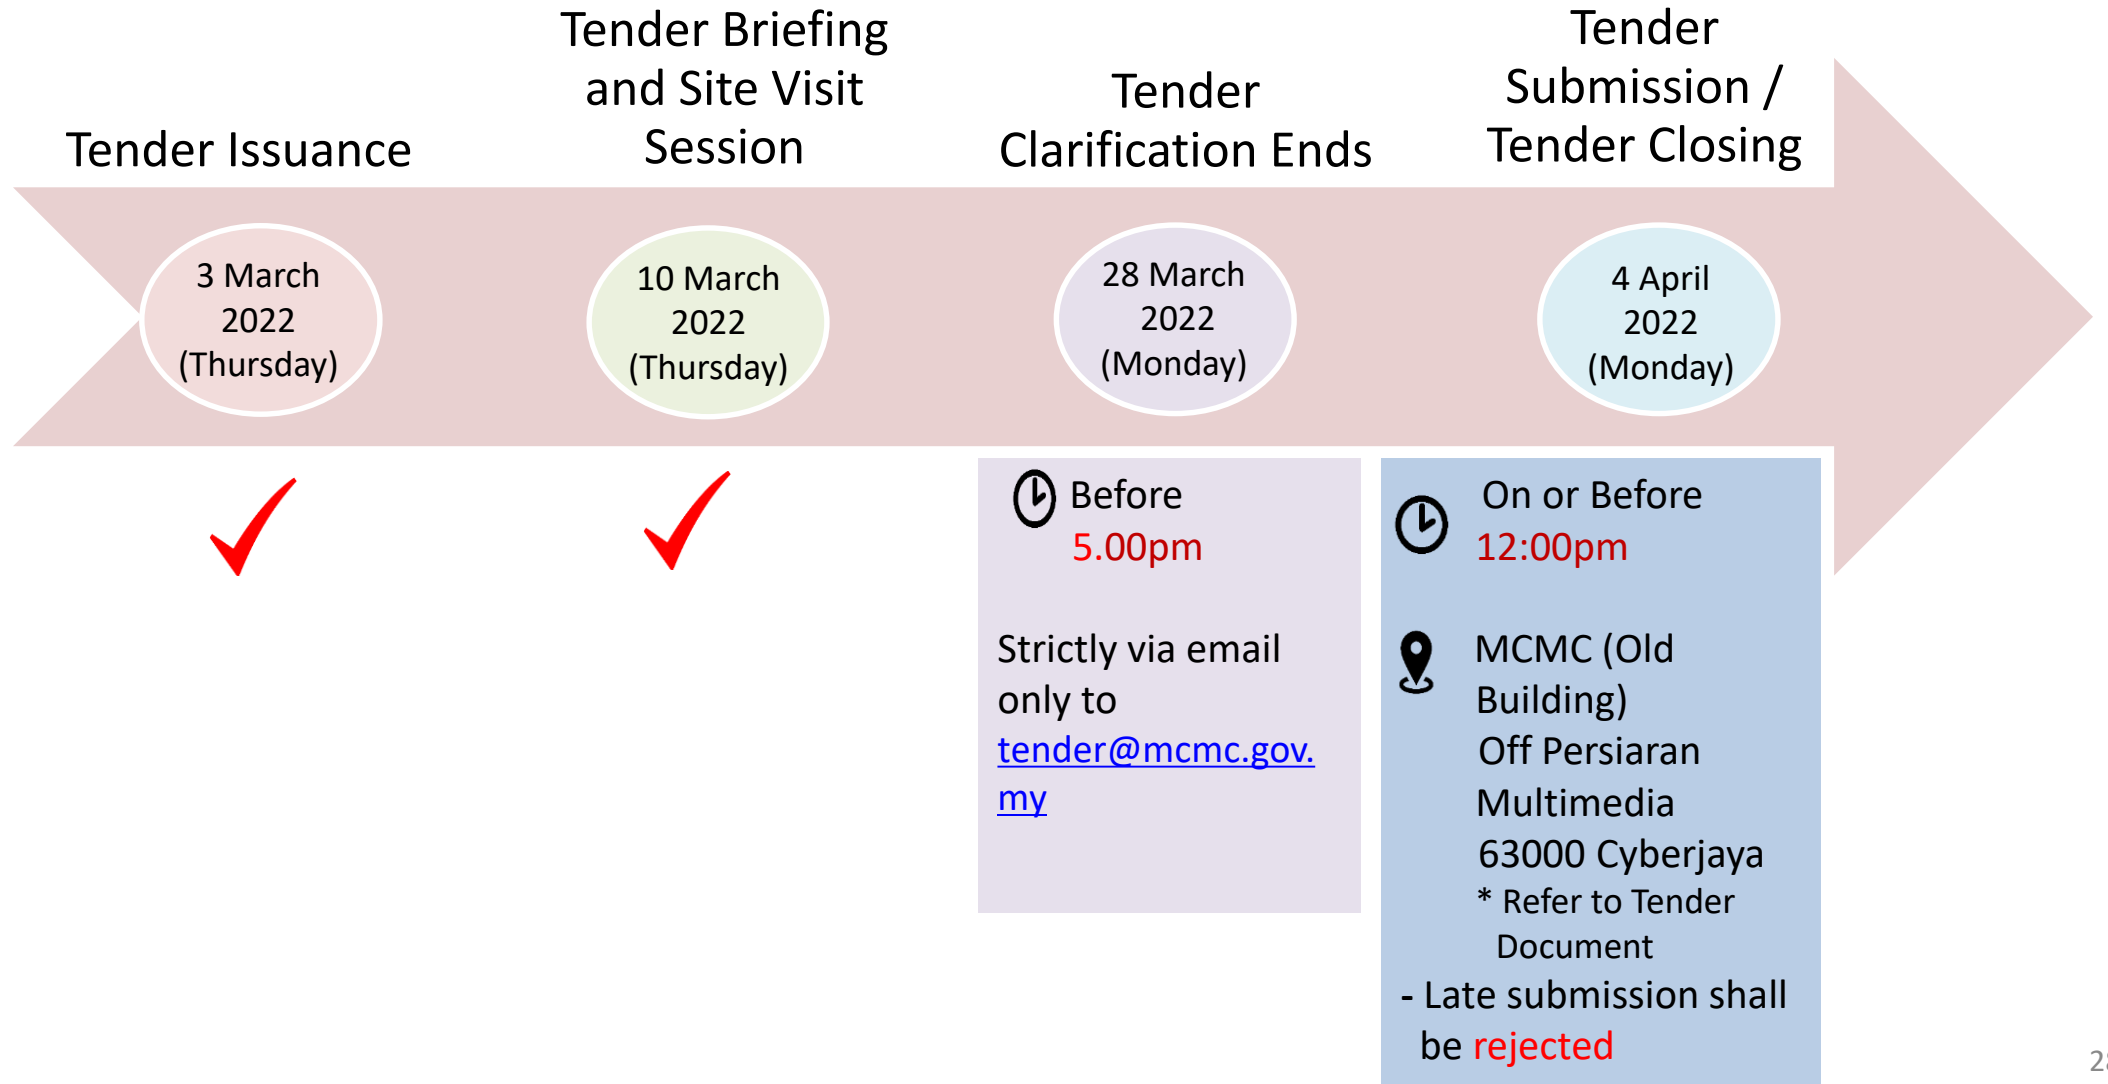 Tender Issuance
Tender Briefing
and Site Visit
Session
Tender
Clarification Ends
Tender
Submission /
Tender Closing
3 March
2022
(Thursday)
10 March
2022
(Thursday)
28 March
2022
(Monday)
4 April
2022
(Monday)
Before
5.00pm
Strictly via email
only to
tender@mcmc.gov.
my
On or Before
12:00pm
MCMC (Old
Building)
Off Persiaran
Multimedia
63000 Cyberjaya
* Refer to Tender
Document
- Late submission shall
be rejected